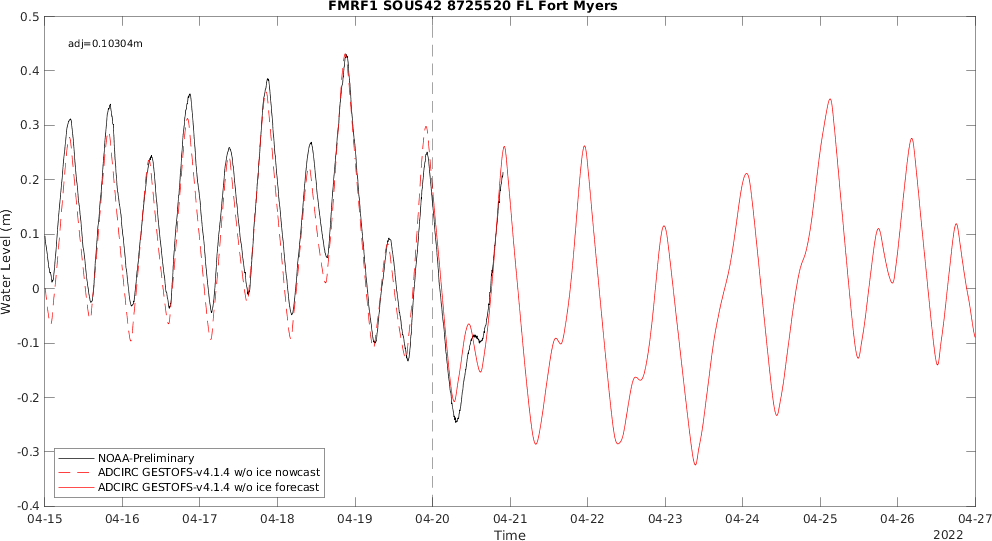 FMRF1 SOUS42 8725520 FL Fort Myers
adj=0.10304m
0.5
0.4
0.3
0.2
0.1
0
-0.1
-0.2
-0.3
-0.4
Water Level (m)
NOAA-Preliminary
ADCIRC GESTOFS-v4.1.4 w/o ice nowcast
ADCIRC GESTOFS-v4.1.4 w/o ice forecast
04-15 04-16 04-17 04-18 04-19 04-20 04-21 04-22 04-23 04-24 04-25 04-26 04-27
Time
2022